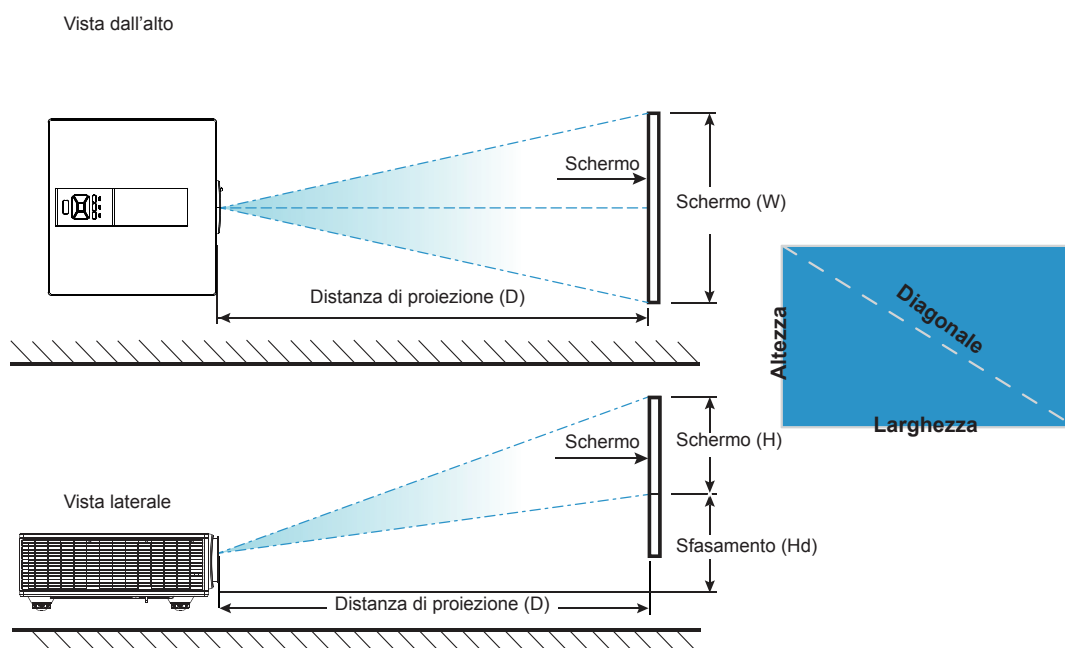 Vista dall'alto
Schermo
Schermo (W)
Distanza di proiezione (D)
Diagonale
Altezza
Larghezza
Schermo
Schermo (H)
Vista laterale
Sfasamento (Hd)
Distanza di proiezione (D)